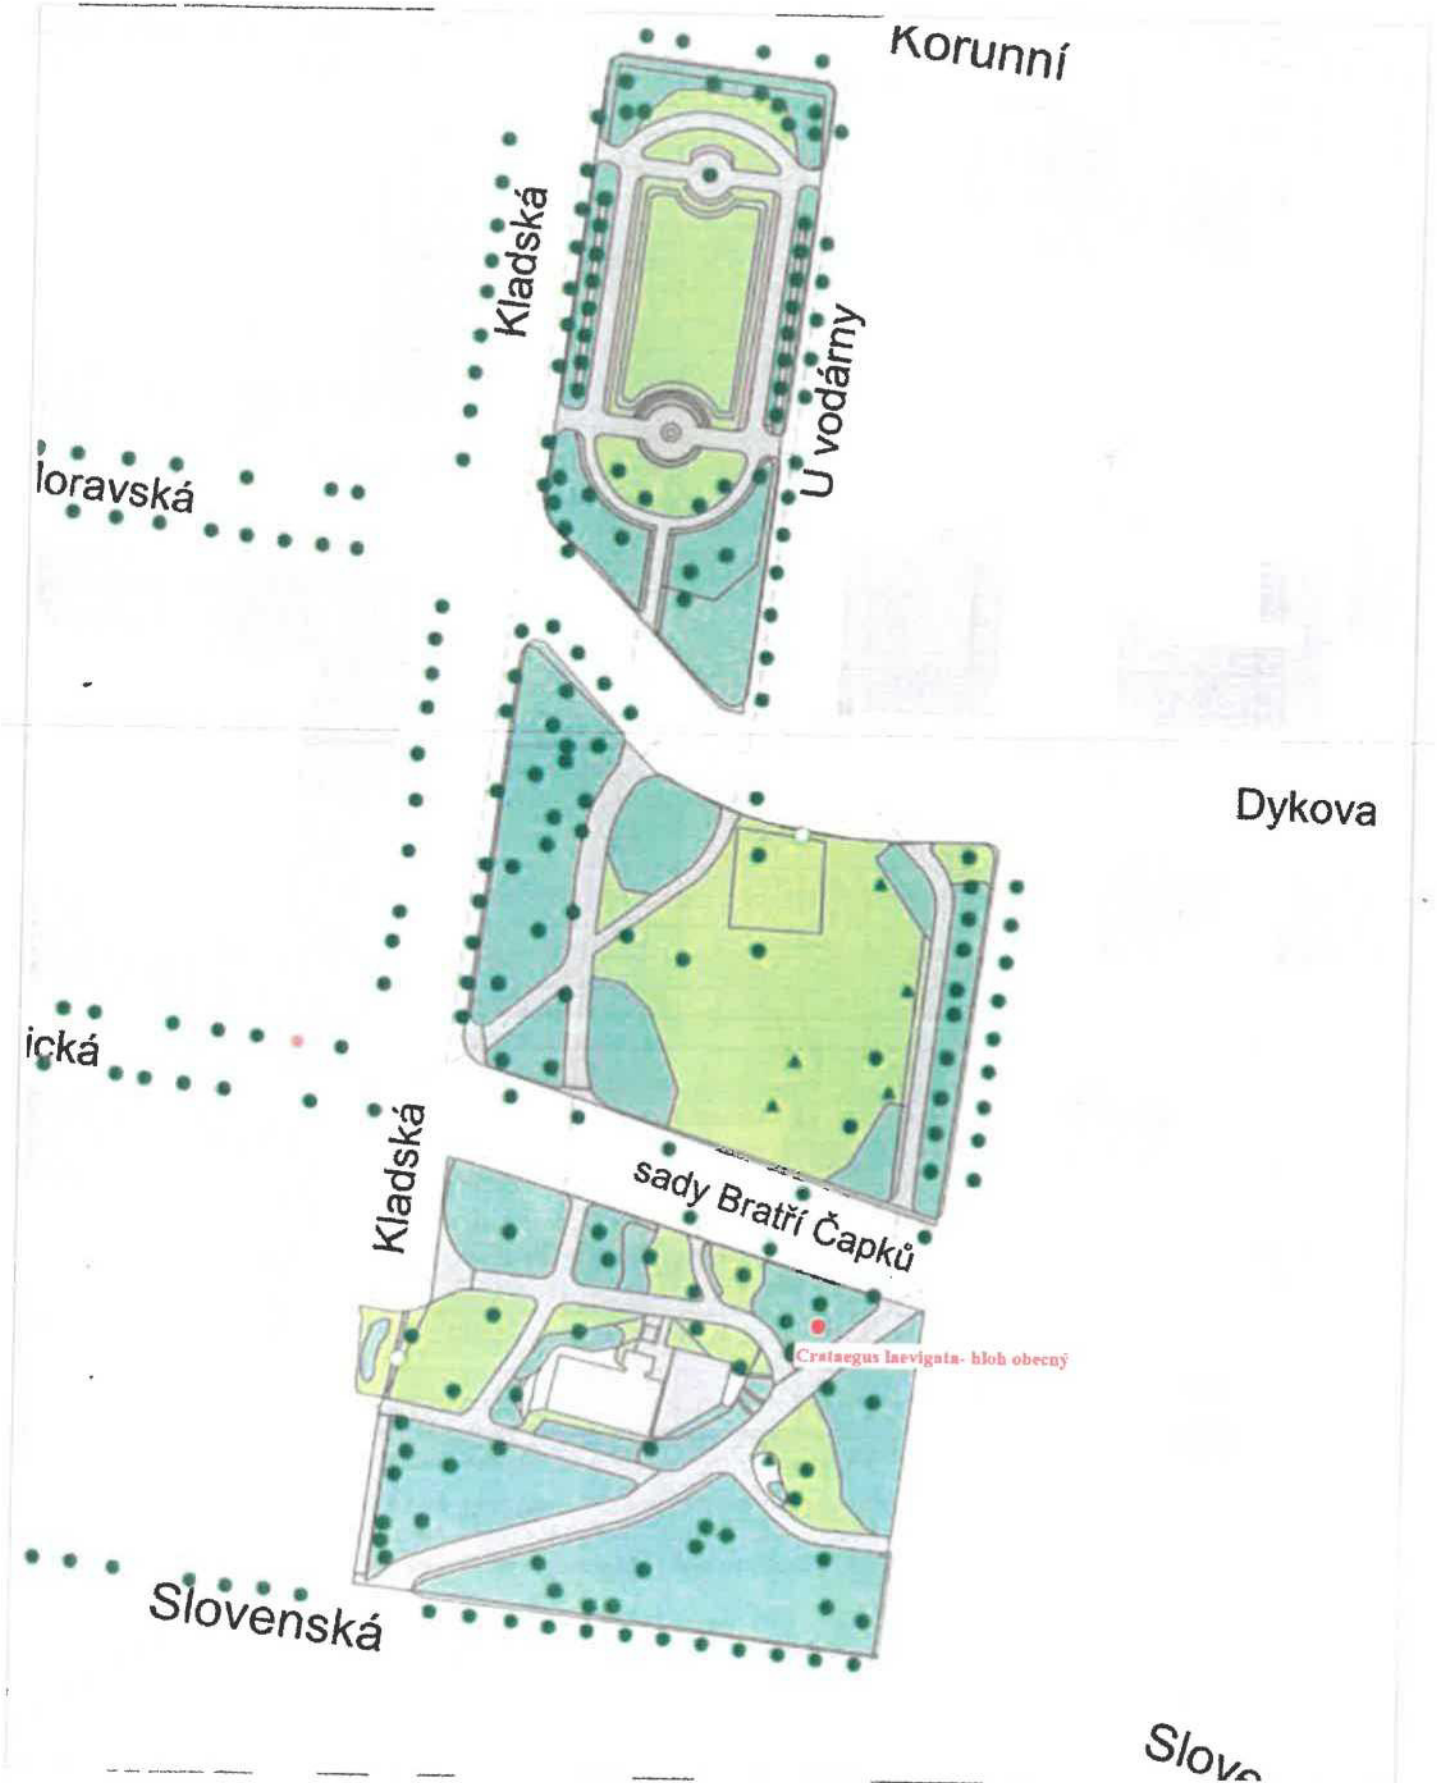 Korunní
Kladská
U vodárny
loravská
Dykova
ická
Kladská
sady Bratří Čapků
Crataegus laevigata- hloh obecný
Slovenská
Slove